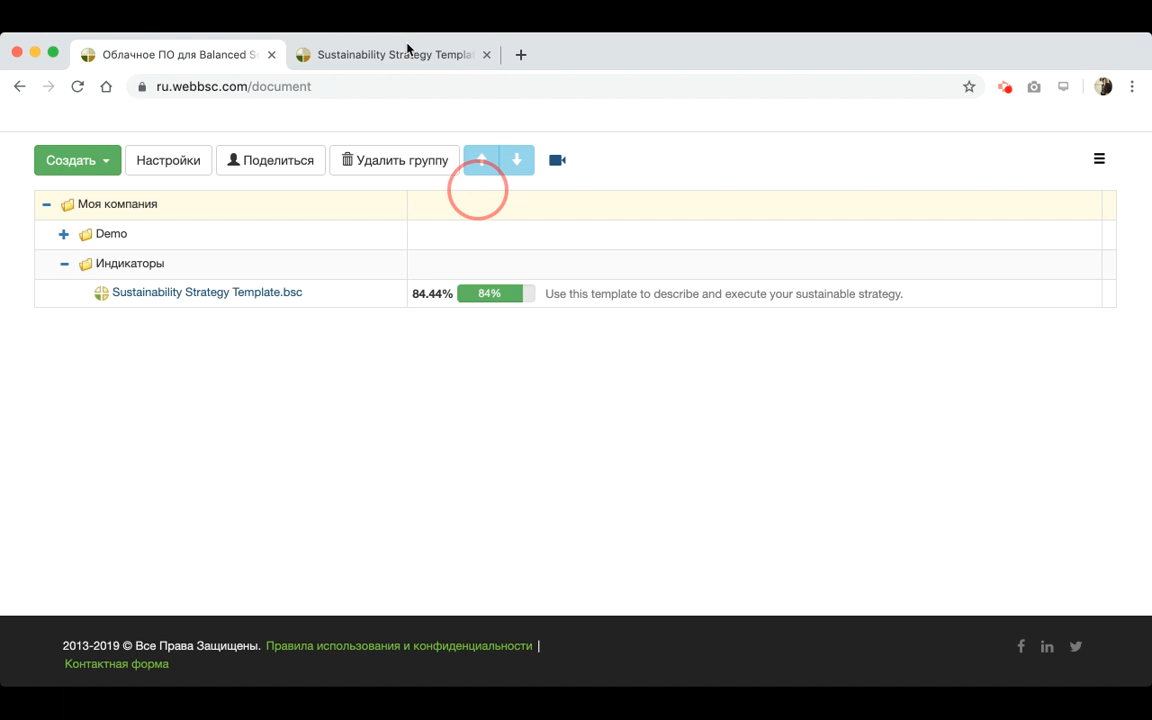 Облачное ПО для Balanced S
Sustainability Strategy Templat
ru.webbsc.com/document
Создать
Настройки
Поделиться
Удалить группу
Моя компания
Demo
Индикаторы
Sustainability Strategy Template.bsc
84.44%
84%
Use this template to describe and execute your sustainable strategy.
2013-2019 © Все Права Защищены. Правила использования и конфиденциальности |
Контактная форма